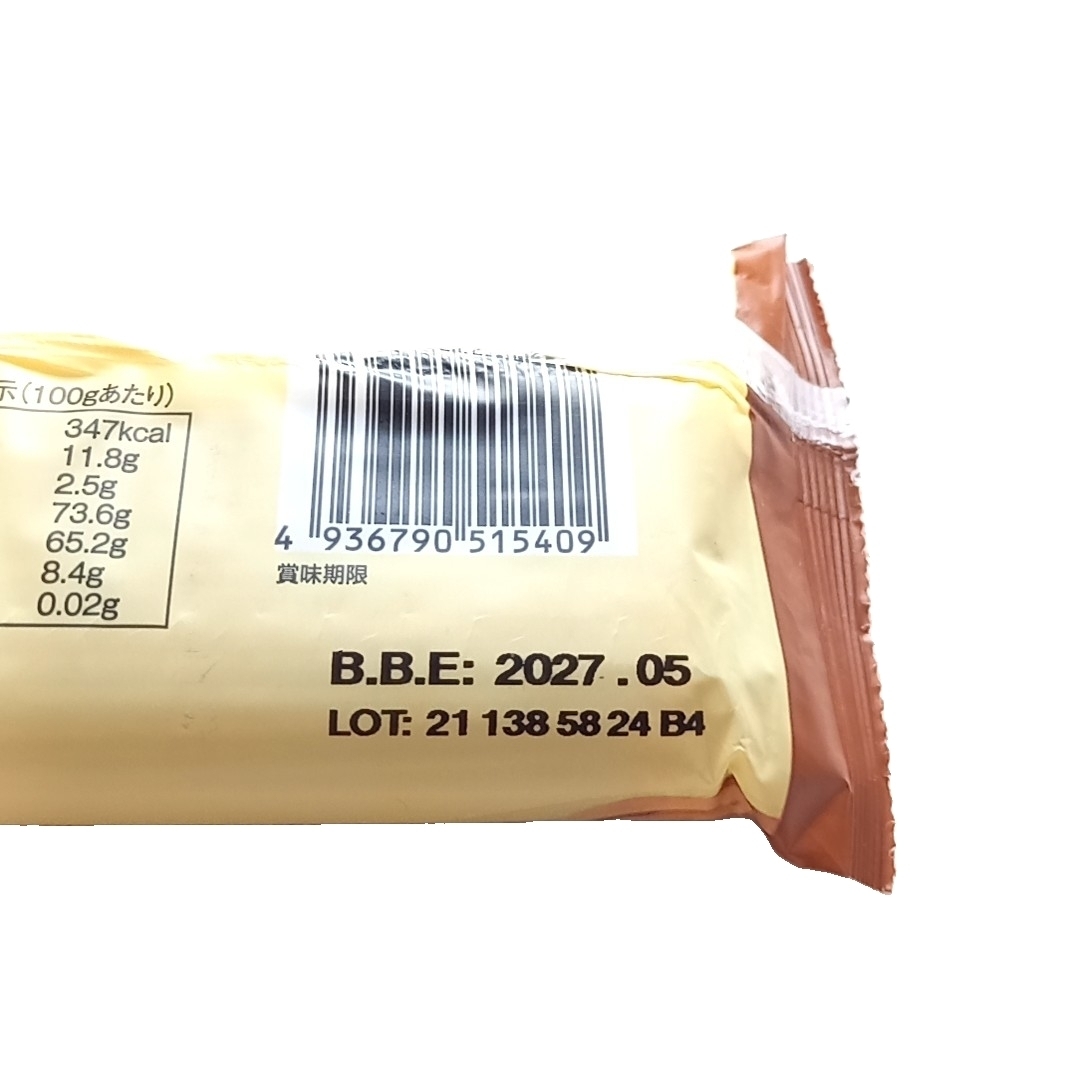 示(100gあたり)
347kcal
11.8g
2.5g
73.6g
65.2g
8.4g
0.02g
4 936790 515409
賞味期限
B.B.E: 2027.05
LOT: 21 138 58 24 B4